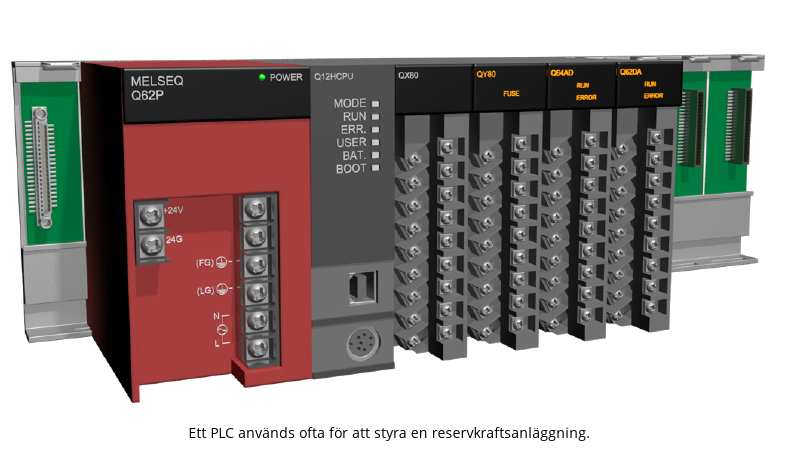 MELSEQ
Q62P
POWER
Q12HCPU
MODE
RUN
ERR.
USER
BAT.
BOOT
QX80
QY80
FUSE
Q64AD
RUN
ERROR
Q62DA
RUN
ERROR
+24V
24G
(FG)
(LG)
N
L
Ett PLC används ofta för att styra en reservkraftsanläggning.